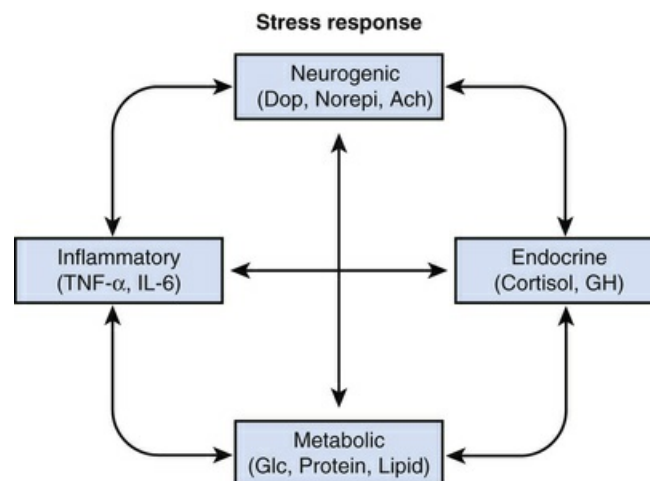 Stress response
Neurogenic
(Dop, Norepi, Ach)
Inflammatory
(TNF-α, IL-6)
Endocrine
(Cortisol, GH)
Metabolic
(Glc, Protein, Lipid)